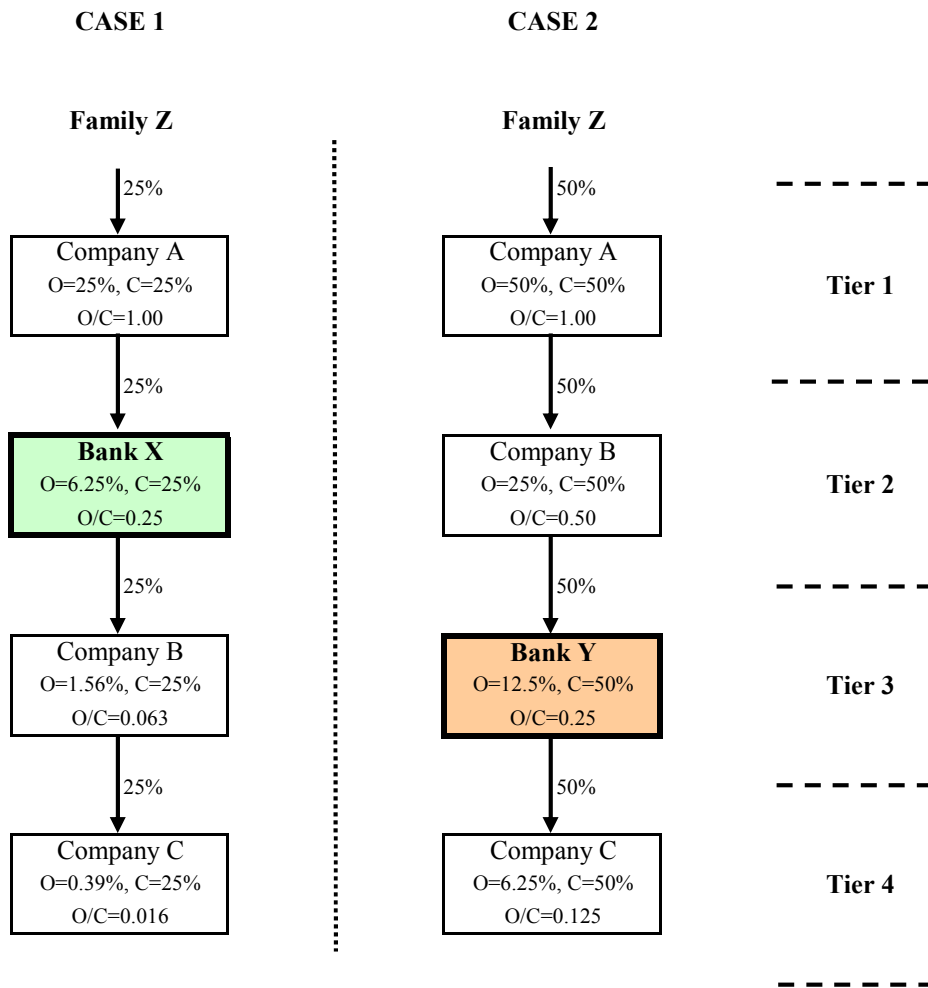 CASE 1
CASE 2
Family Z
Family Z
25%
50%
Company A
O=25%, C=25%
O/C=1.00
Company A
O=50%, C=50%
O/C=1.00
Tier 1
25%
50%
Bank X
O=6.25%, C=25%
O/C=0.25
Company B
O=25%, C=50%
O/C=0.50
Tier 2
25%
50%
Company B
O=1.56%, C=25%
O/C=0.063
Bank Y
O=12.5%, C=50%
O/C=0.25
Tier 3
25%
50%
Company C
O=0.39%, C=25%
O/C=0.016
Company C
O=6.25%, C=50%
O/C=0.125
Tier 4